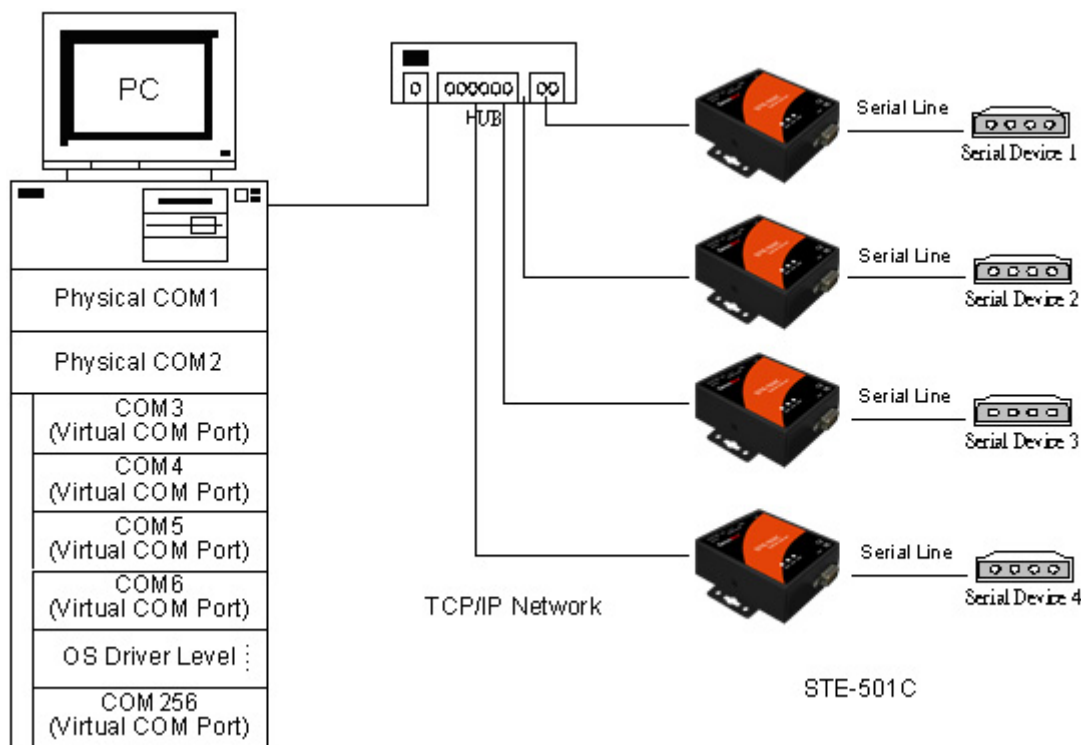 PC
HUB
Serial Line
Serial Device 1
Physical COM1
Physical COM2
COM3
(Virtual COM Port)
COM4
(Virtual COM Port)
COM5
(Virtual COM Port)
COM6
(Virtual COM Port)
OS Driver Level
COM256
(Virtual COM Port)
Serial Line
Serial Device 2
Serial Line
Serial Device 3
Serial Line
Serial Device 4
TCP/IP Network
STE-501C